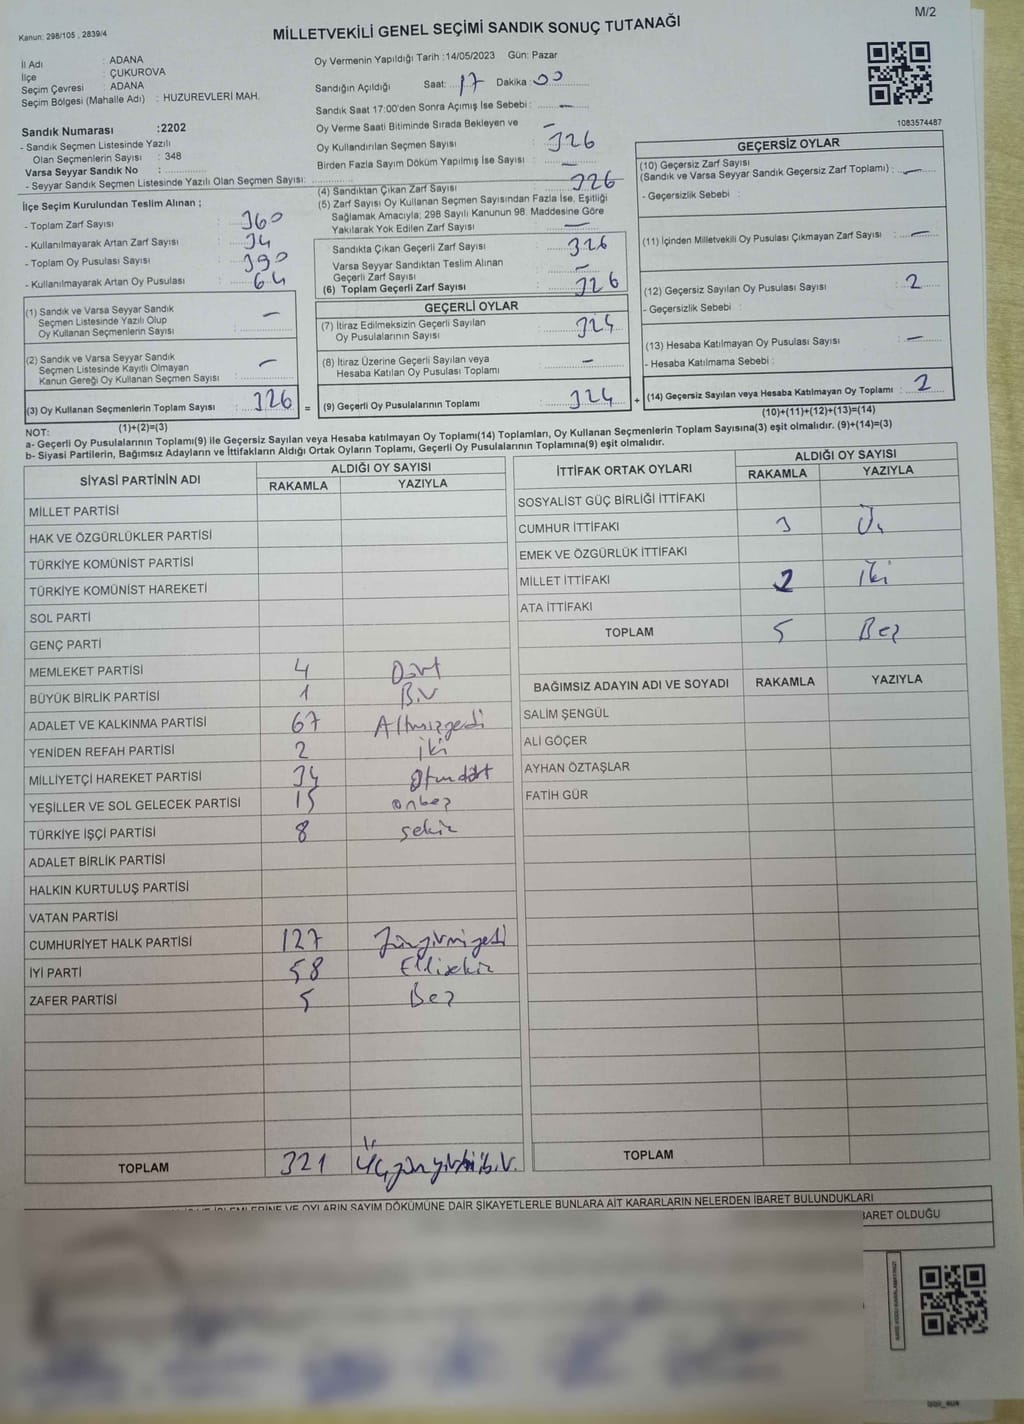 M/2
Kanun: 298/105 , 2839/4
MİLLETVEKİLİ GENEL SEÇİMİ SANDIK SONUÇ TUTANAĞI
İl Adı : ADANA
İlçe : ÇUKUROVA
Seçim Çevresi : ADANA
Seçim Bölgesi (Mahalle Adı) : HUZUREVLERİ MAH.
Sandık Numarası :2202
- Sandık Seçmen Listesinde Yazılı
Olan Seçmenlerin Sayısı : 348
Varsa Seyyar Sandık No :
- Seyyar Sandık Seçmen Listesinde Yazılı Olan Seçmen Sayısı:
İlçe Seçim Kurulundan Teslim Alınan ;
- Toplam Zarf Sayısı : 360
- Kullanılmayarak Artan Zarf Sayısı : 34
- Toplam Oy Pusulası Sayısı : 390
- Kullanılmayarak Artan Oy Pusulası : 64
(1) Sandık ve Varsa Seyyar Sandık
Seçmen Listesinde Yazılı Olup
Oy Kullanan Seçmenlerin Sayısı : —
(2) Sandık ve Varsa Seyyar Sandık
Seçmen Listesinde Kayıtlı Olmayan
Kanun Gereği Oy Kullanan Seçmen Sayısı : —
(3) Oy Kullanan Seçmenlerin Toplam Sayısı : 326
(1)+(2)=(3)
Oy Vermenin Yapıldığı Tarih :14/05/2023 Gün: Pazar
Sandığın Açıldığı Saat: 17 Dakika : 00
Sandık Saat 17:00'den Sonra Açımış İse Sebebi : —
Oy Verme Saati Bitiminde Sırada Bekleyen ve
Oy Kullandırılan Seçmen Sayısı : — 326
Birden Fazla Sayım Döküm Yapılmış İse Sayısı : —
(4) Sandıktan Çıkan Zarf Sayısı : 326
(5) Zarf Sayısı Oy Kullanan Seçmen Sayısından Fazla İse, Eşitliği
Sağlamak Amacıyla; 298 Sayılı Kanunun 98. Maddesine Göre
Yakılarak Yok Edilen Zarf Sayısı : —
Sandıkta Çıkan Geçerli Zarf Sayısı : 326
Varsa Seyyar Sandıktan Teslim Alınan
Geçerli Zarf Sayısı : —
(6) Toplam Geçerli Zarf Sayısı : 326
GEÇERLİ OYLAR
(7) İtiraz Edilmeksizin Geçerli Sayılan
Oy Pusulalarının Sayısı : 324
(8) İtiraz Üzerine Geçerli Sayılan veya
Hesaba Katılan Oy Pusulası Toplamı : —
= (9) Geçerli Oy Pusulalarının Toplamı : 324
1083574487
GEÇERSİZ OYLAR
(10) Geçersiz Zarf Sayısı
(Sandık ve Varsa Seyyar Sandık Geçersiz Zarf Toplamı) : —
- Geçersizlik Sebebi :
(11) İçinden Milletvekili Oy Pusulası Çıkmayan Zarf Sayısı : —
(12) Geçersiz Sayılan Oy Pusulası Sayısı : 2
- Geçersizlik Sebebi :
(13) Hesaba Katılmayan Oy Pusulası Sayısı : —
- Hesaba Katılmama Sebebi :
+ (14) Geçersiz Sayılan veya Hesaba Katılmayan Oy Toplamı : 2
(10)+(11)+(12)+(13)=(14)
NOT:
a- Geçerli Oy Pusulalarının Toplamı(9) ile Geçersiz Sayılan veya Hesaba katılmayan Oy Toplamı(14) Toplamları, Oy Kullanan Seçmenlerin Toplam Sayısına(3) eşit olmalıdır. (9)+(14)=(3)
b- Siyasi Partilerin, Bağımsız Adayların ve İttifakların Aldığı Ortak Oyların Toplamı, Geçerli Oy Pusulalarının Toplamına(9) eşit olmalıdır.
SİYASİ PARTİNİN ADI ALDIĞI OY SAYISI
RAKAMLA YAZIYLA
MİLLET PARTİSİ
HAK VE ÖZGÜRLÜKLER PARTİSİ
TÜRKİYE KOMÜNİST PARTİSİ
TÜRKİYE KOMÜNİST HAREKETİ
SOL PARTİ
GENÇ PARTİ
MEMLEKET PARTİSİ 4 Dört
BÜYÜK BİRLİK PARTİSİ 1 Bir
ADALET VE KALKINMA PARTİSİ 67 Altmışyedi
YENİDEN REFAH PARTİSİ 2 iki
MİLLİYETÇİ HAREKET PARTİSİ 34 Otuzdört
YEŞİLLER VE SOL GELECEK PARTİSİ 15 onbeş
TÜRKİYE İŞÇİ PARTİSİ 8 sekiz
ADALET BİRLİK PARTİSİ
HALKIN KURTULUŞ PARTİSİ
VATAN PARTİSİ
CUMHURİYET HALK PARTİSİ 127 Yüzyirmiyedi
İYİ PARTİ 58 Ellisekiz
ZAFER PARTİSİ 5 Beş
TOPLAM 321 Üçyüzyirmibir
İTTİFAK ORTAK OYLARI ALDIĞI OY SAYISI
RAKAMLA YAZIYLA
SOSYALİST GÜÇ BİRLİĞİ İTTİFAKI
CUMHUR İTTİFAKI 3 Üç
EMEK VE ÖZGÜRLÜK İTTİFAKI
MİLLET İTTİFAKI 2 iki
ATA İTTİFAKI
TOPLAM 5 Beş
BAĞIMSIZ ADAYIN ADI VE SOYADI RAKAMLA YAZIYLA
SALİM ŞENGÜL
ALİ GÖÇER
AYHAN ÖZTAŞLAR
FATİH GÜR
TOPLAM
VE OYLARIN SAYIM DÖKÜMÜNE DAİR ŞİKAYETLERLE BUNLARA AİT KARARLARIN NELERDEN İBARET BULUNDUKLARI
İBARET OLDUĞU